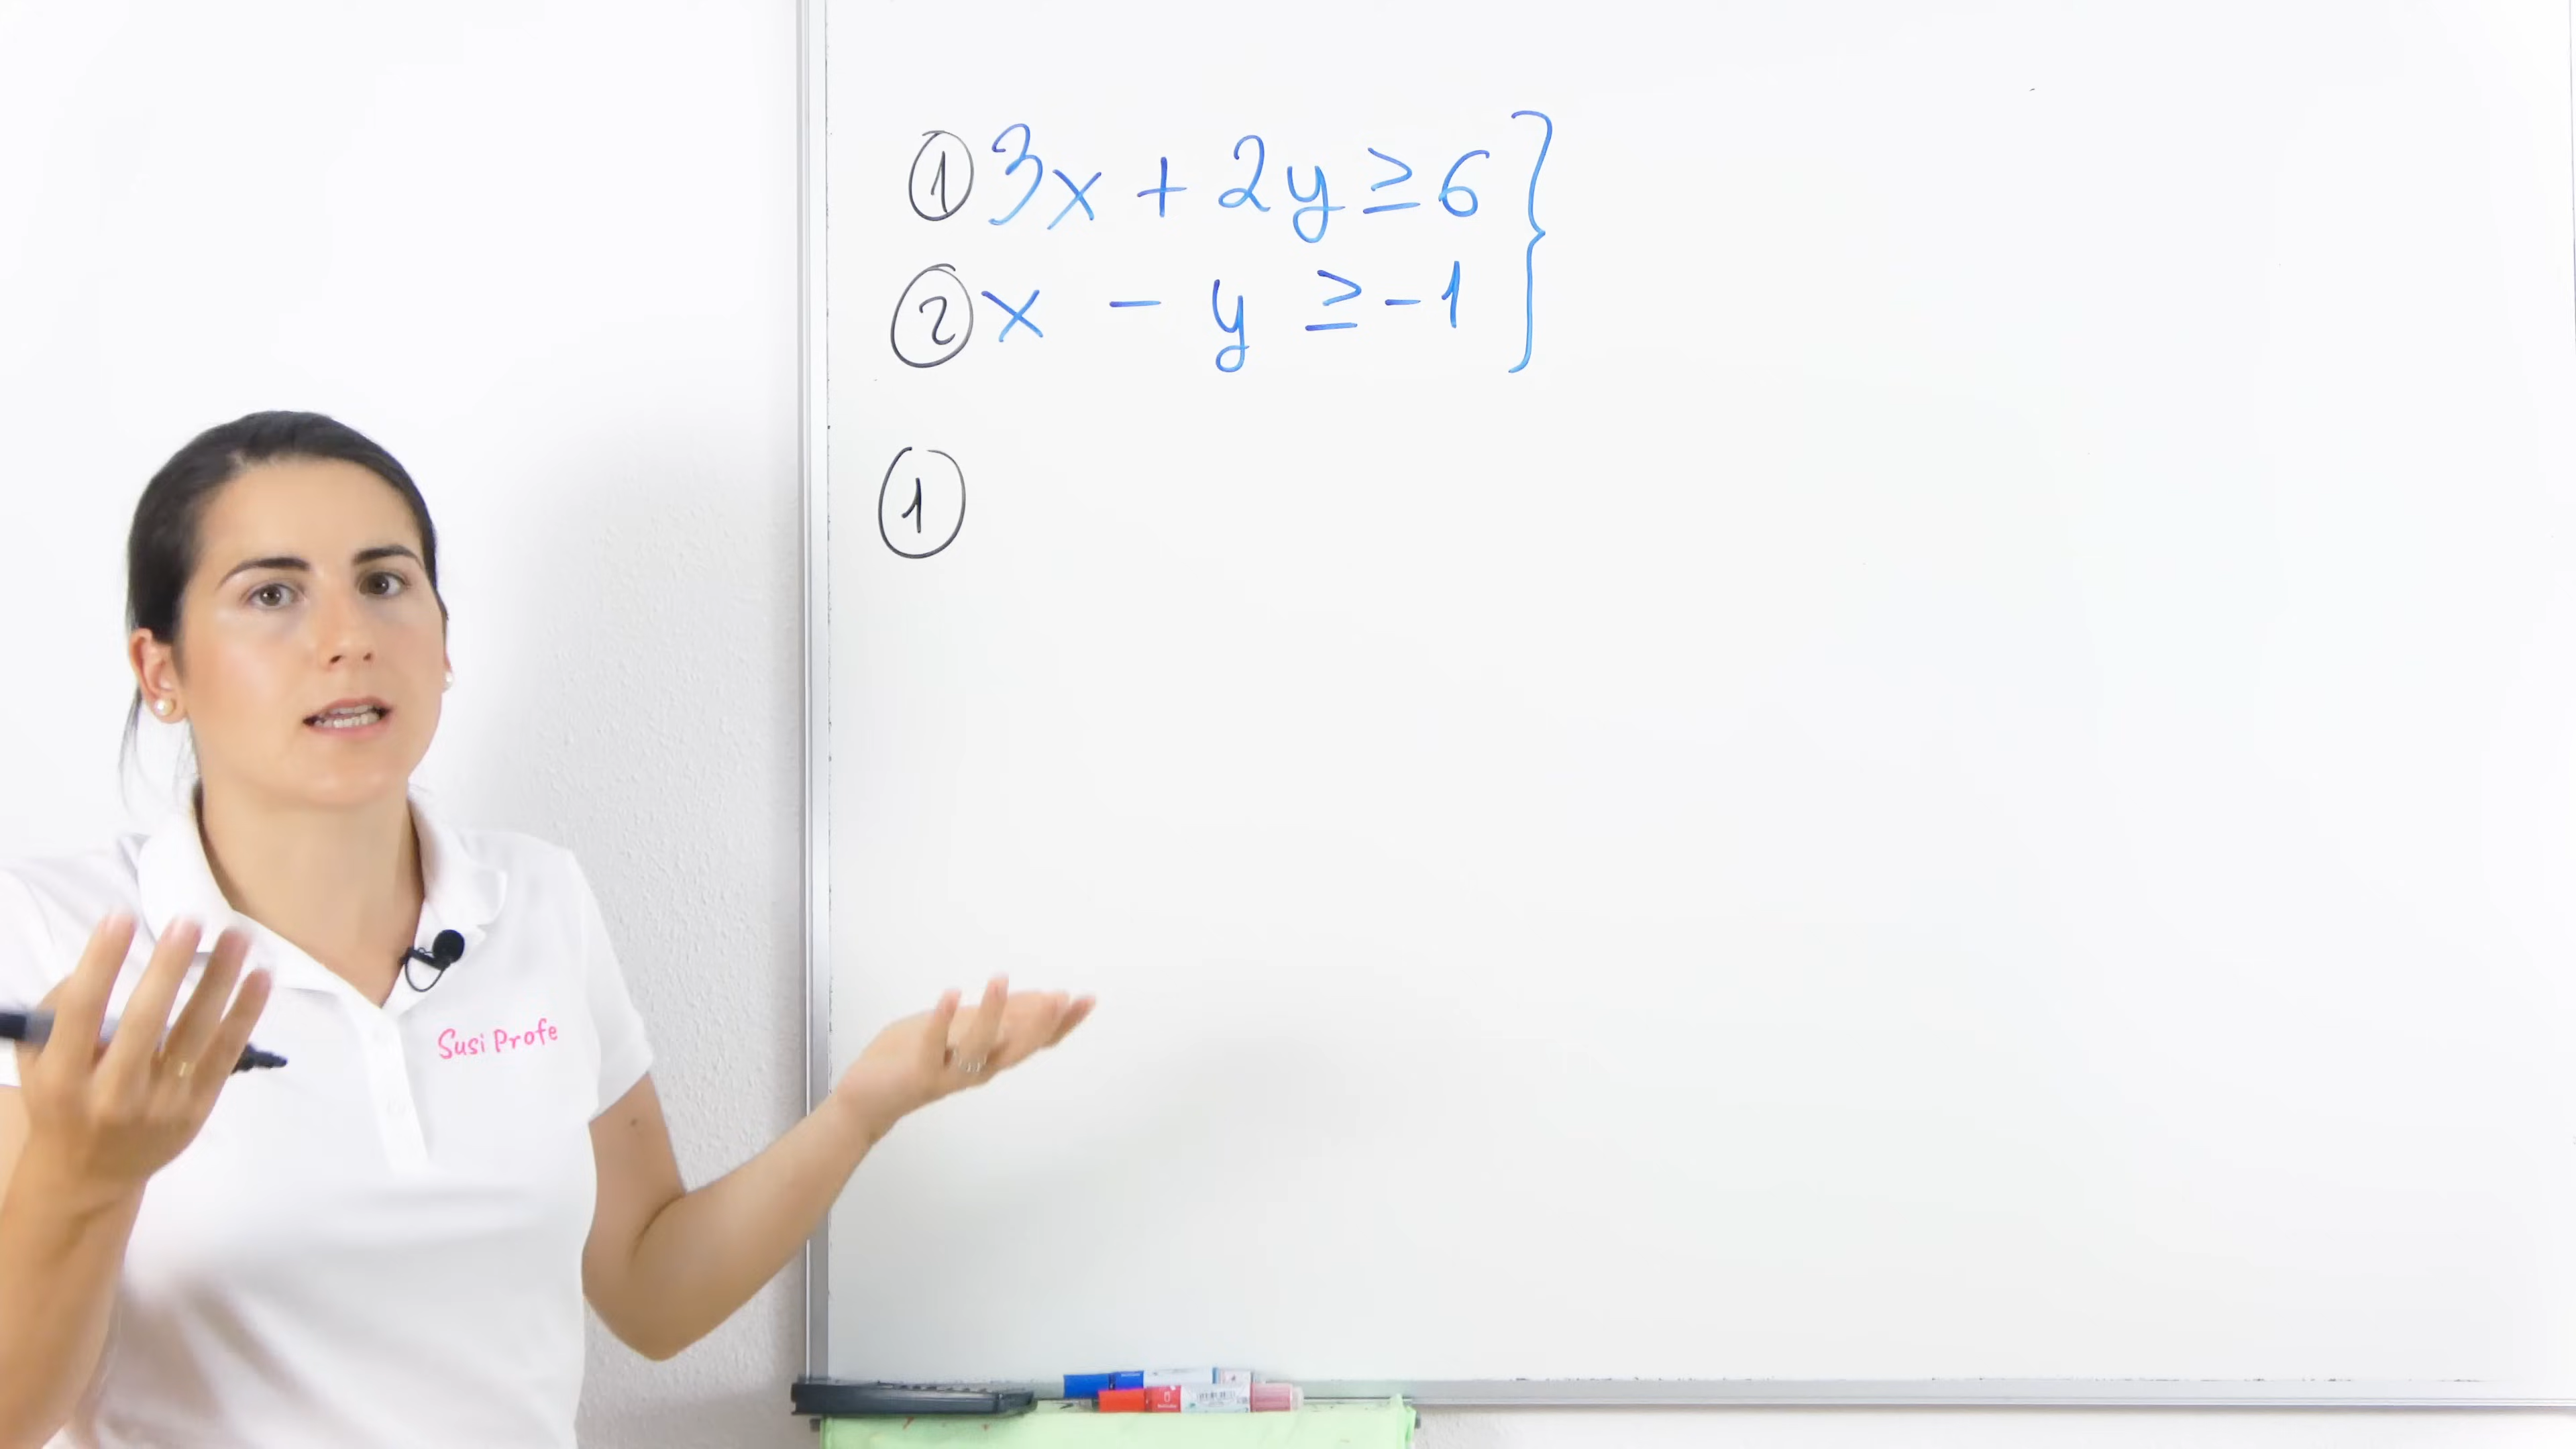 ① 3x + 2y ≥ 6
② x - y ≥ -1
①
Susi Profe